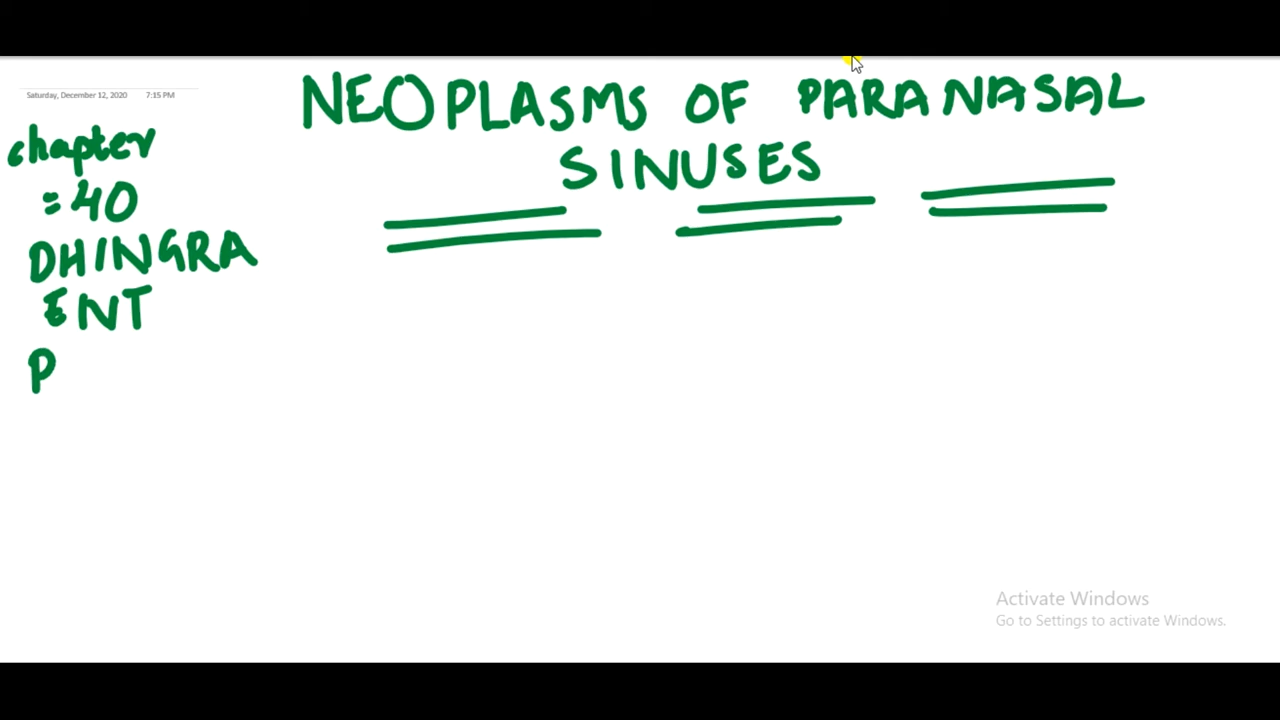 Saturday, December 12, 2020 7:15 PM
NEOPLASMS OF PARANASAL
SINUSES
chapter
= 40
DHINGRA
ENT
P
Activate Windows
Go to Settings to activate Windows.